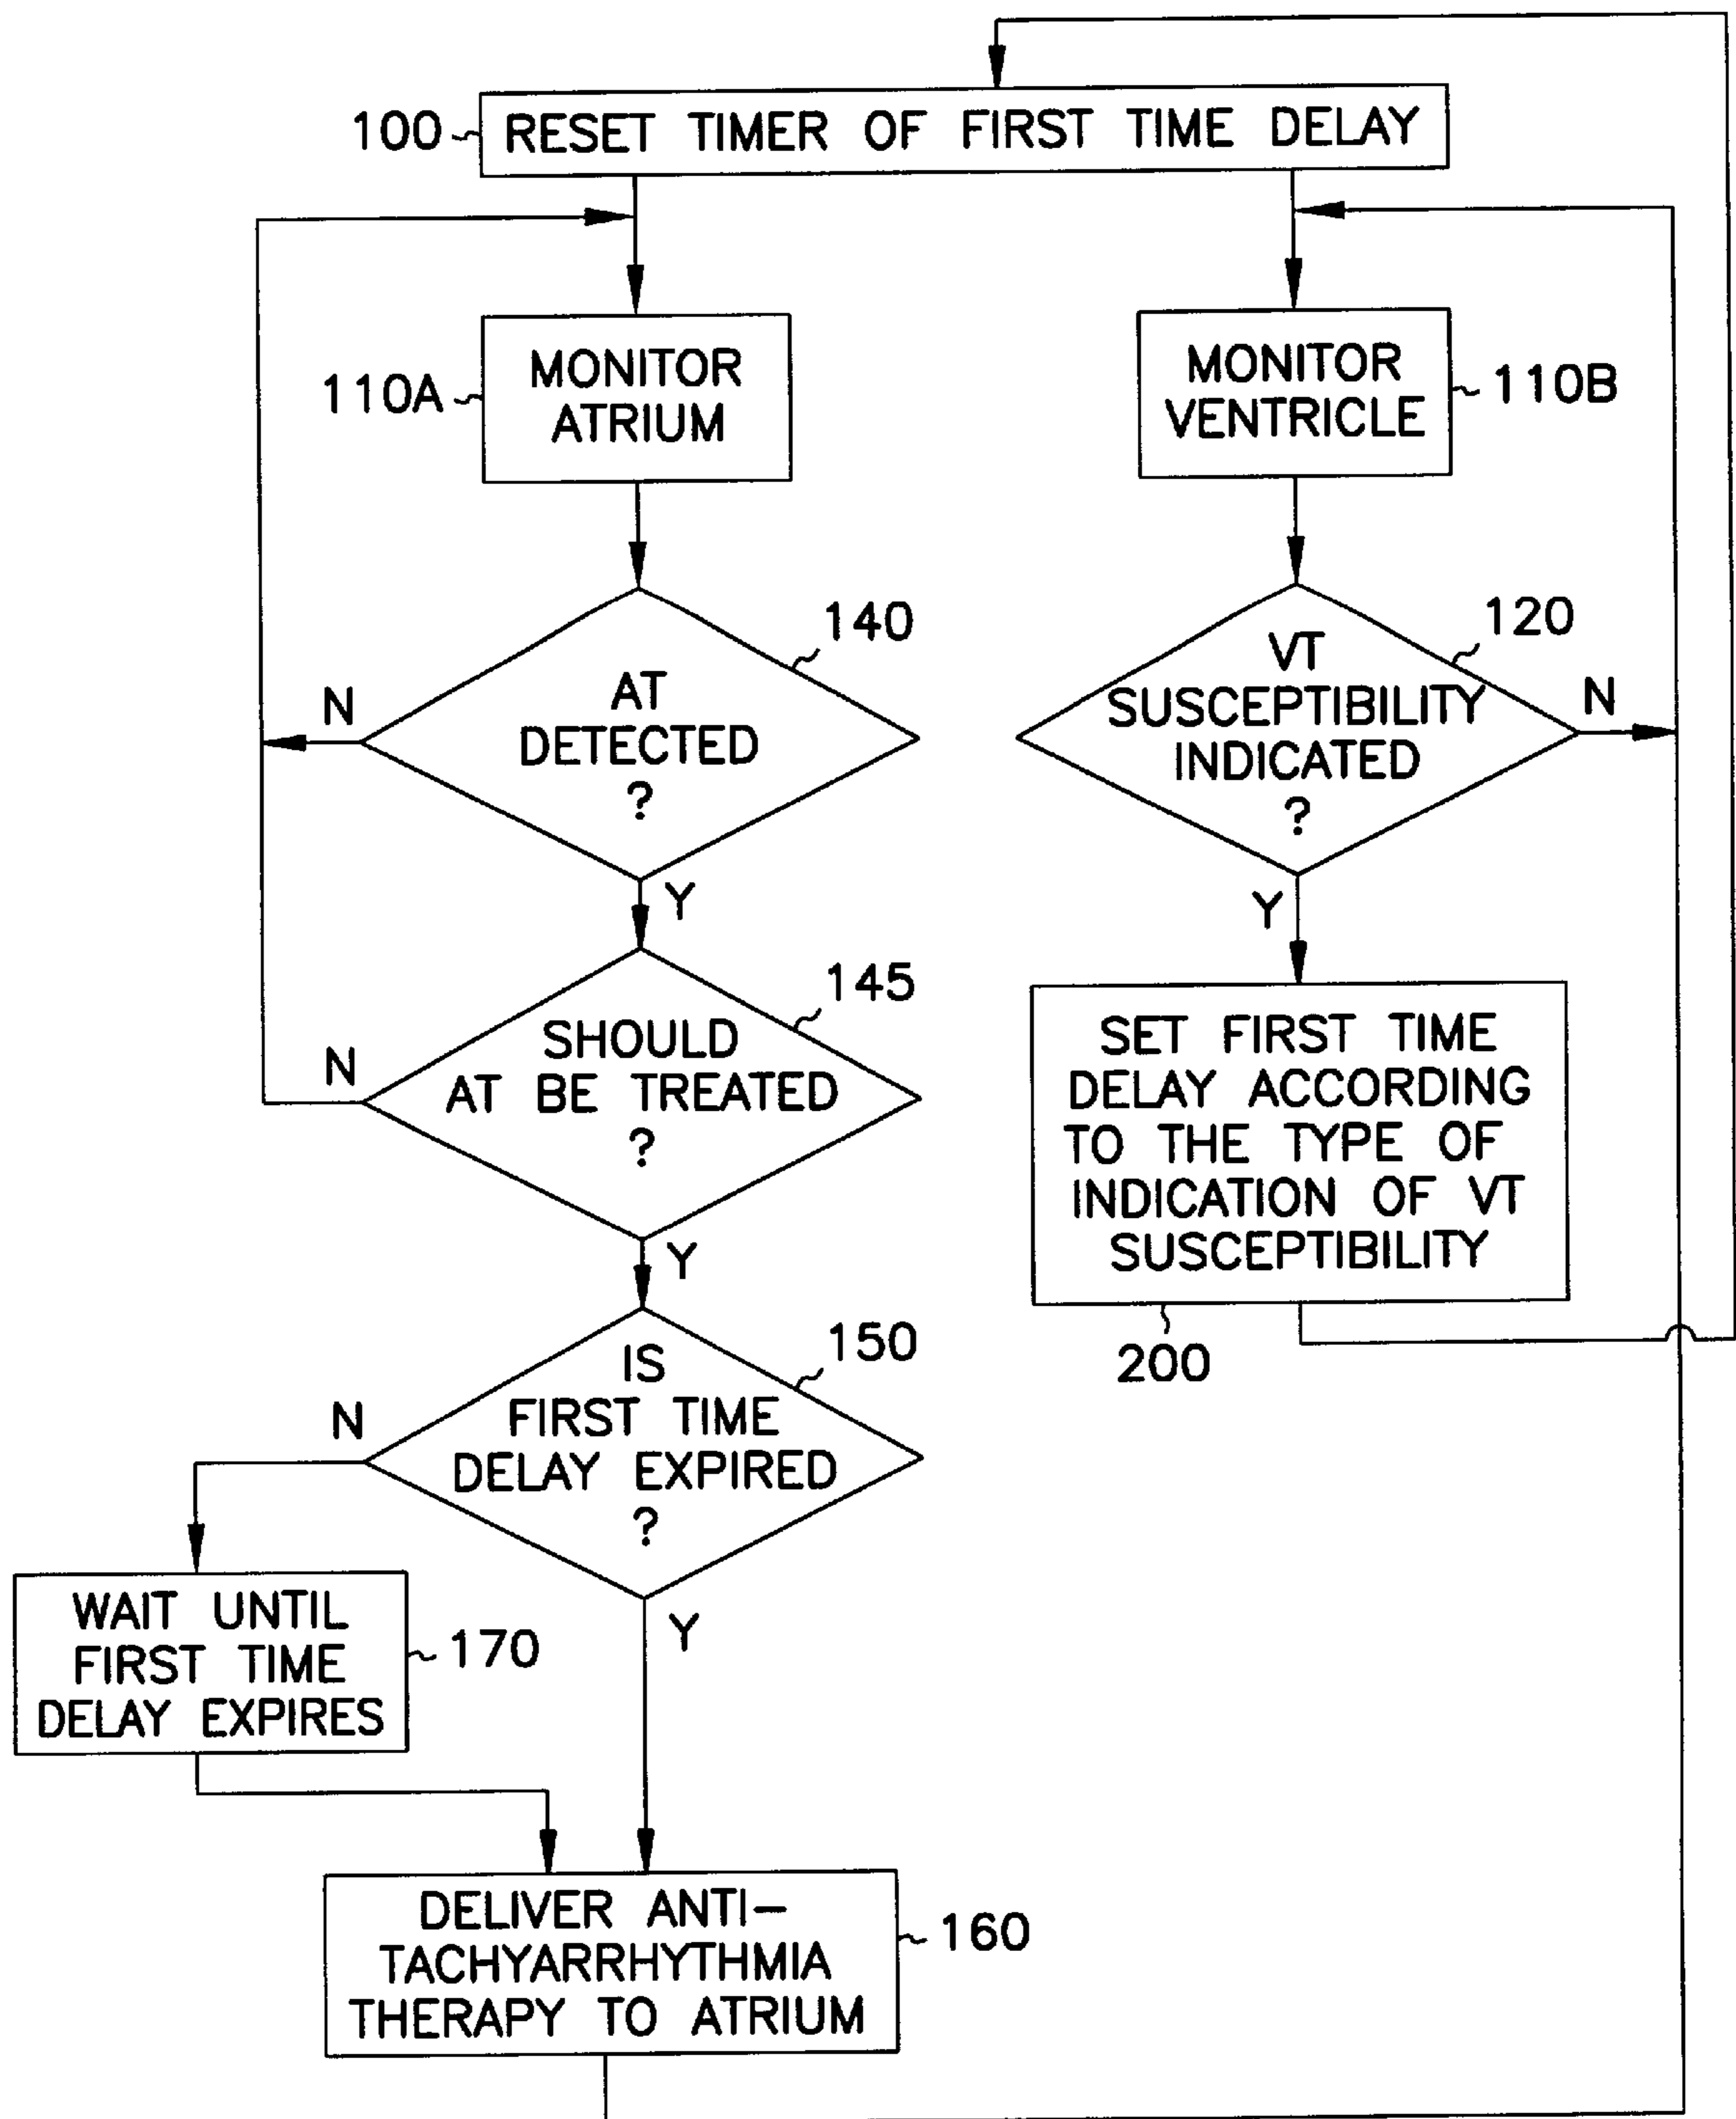 100
RESET TIMER OF FIRST TIME DELAY
110A
MONITOR
ATRIUM
MONITOR
VENTRICLE
110B
140
AT
DETECTED
?
N
Y
120
VT
SUSCEPTIBILITY
INDICATED
?
N
Y
145
SHOULD
AT BE TREATED
?
N
Y
SET FIRST TIME
DELAY ACCORDING
TO THE TYPE OF
INDICATION OF VT
SUSCEPTIBILITY
200
150
IS
FIRST TIME
DELAY EXPIRED
?
N
Y
WAIT UNTIL
FIRST TIME
DELAY EXPIRES
170
DELIVER ANTI-
TACHYARRHYTHMIA
THERAPY TO ATRIUM
160